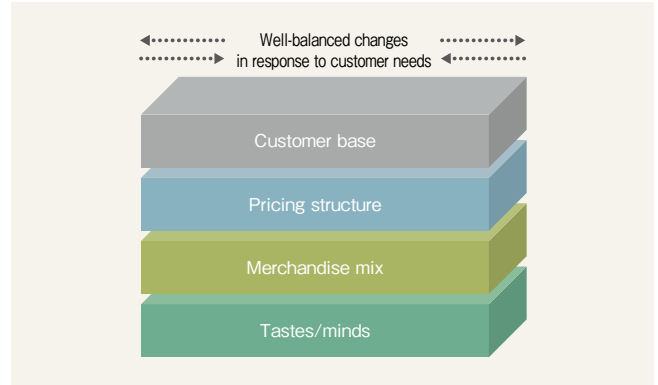 Well-balanced changes
in response to customer needs
Customer base
Pricing structure
Merchandise mix
Tastes/minds